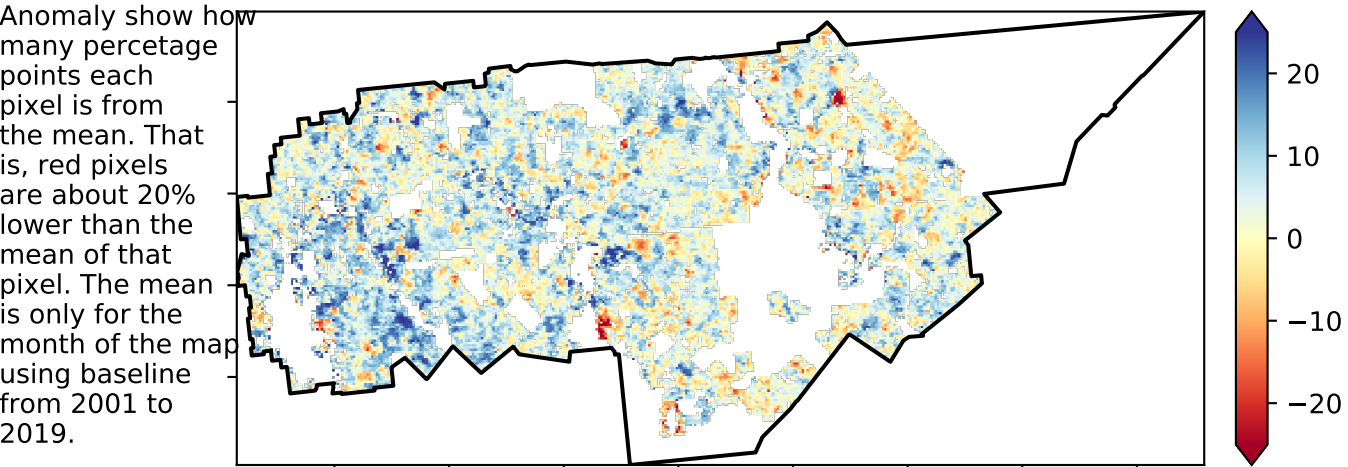 Anomaly show how
many percetage
points each
pixel is from
the mean. That
is, red pixels
are about 20%
lower than the
mean of that
pixel. The mean
is only for the
month of the map
using baseline
from 2001 to
2019.
20
10
0
−10
−20